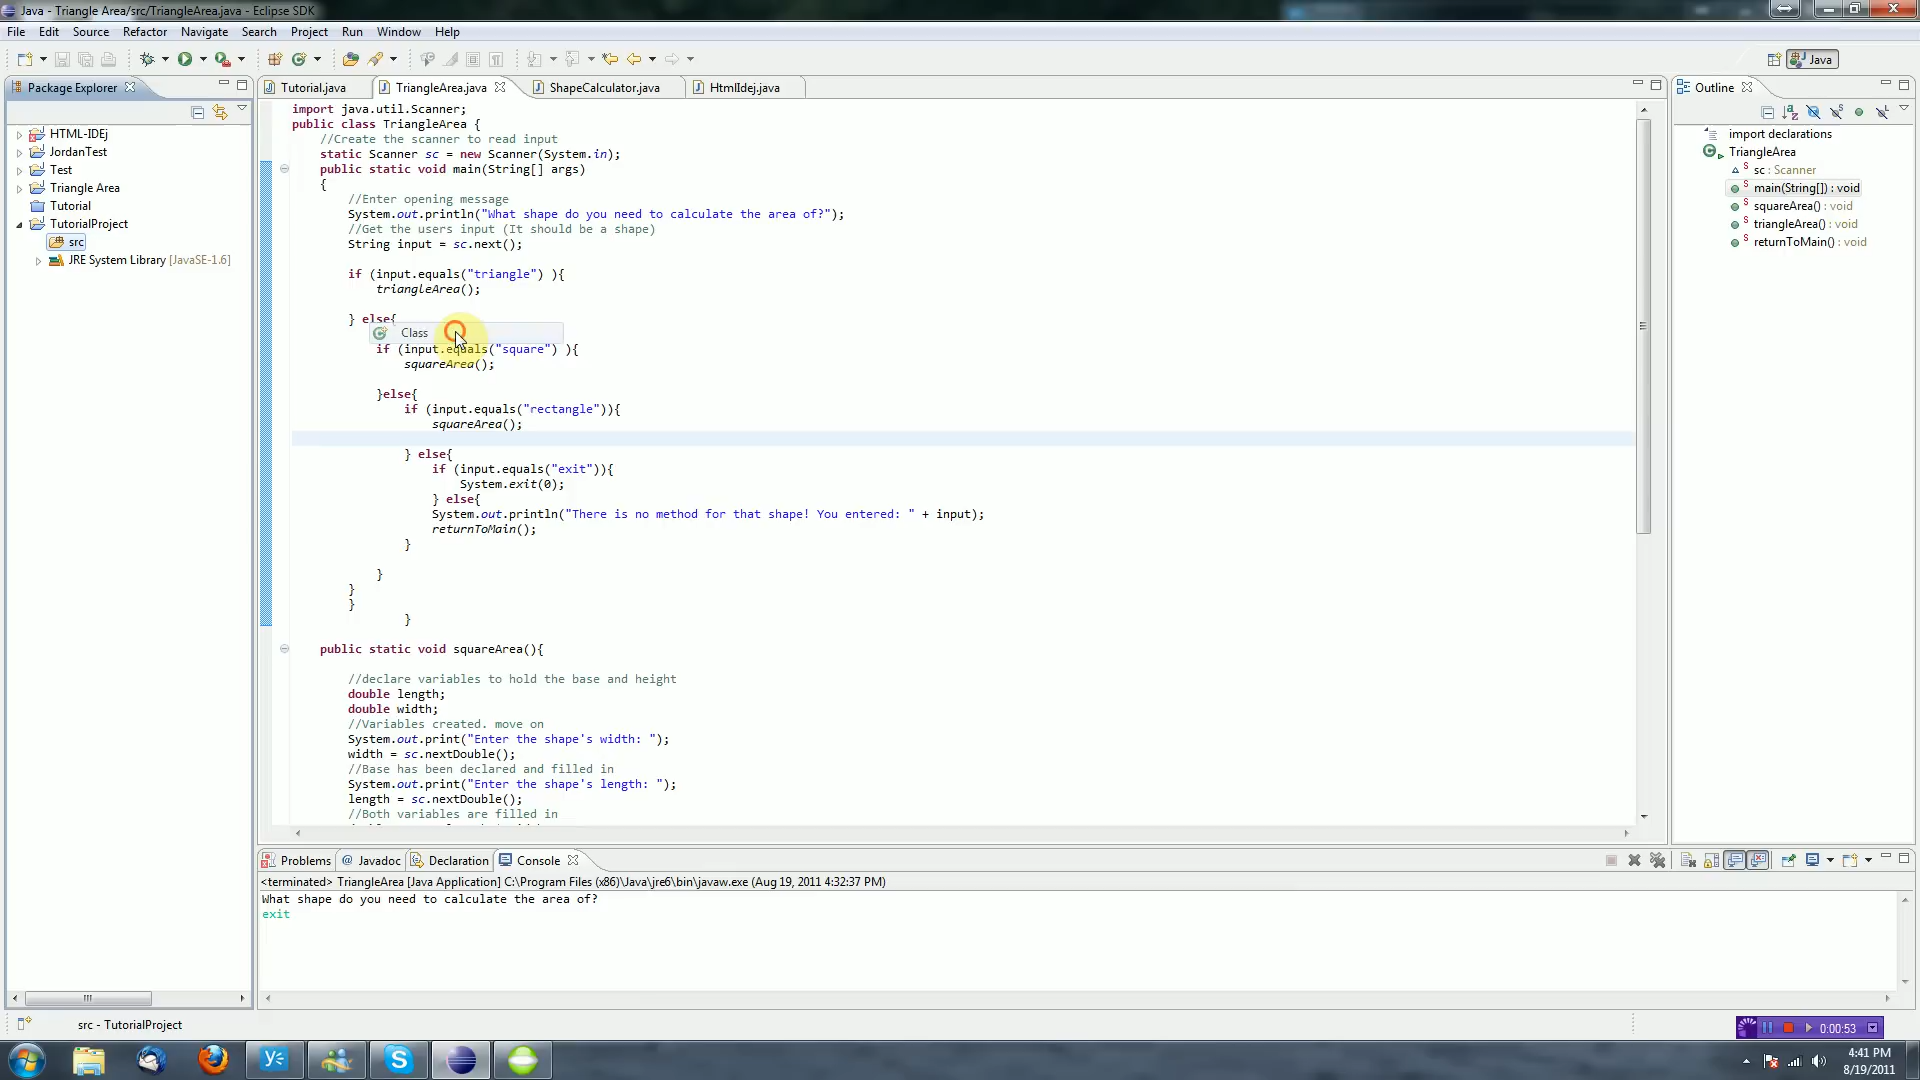 Java - Triangle Area/src/TriangleArea.java - Eclipse SDK
File Edit Source Refactor Navigate Search Project Run Window Help
Java
Package Explorer
HTML-IDEj
JordanTest
Test
Triangle Area
Tutorial
TutorialProject
src
JRE System Library [JavaSE-1.6]
Tutorial.java TriangleArea.java ShapeCalculator.java HtmlIdej.java
import java.util.Scanner;
public class TriangleArea {
//Create the scanner to read input
static Scanner sc = new Scanner(System.in);
public static void main(String[] args)
{
//Enter opening message
System.out.println("What shape do you need to calculate the area of?");
//Get the users input (It should be a shape)
String input = sc.next();
if (input.equals("triangle") ){
triangleArea();
} else{
Class
if (input.equals("square") ){
squareArea();
}else{
if (input.equals("rectangle")){
squareArea();
} else{
if (input.equals("exit")){
System.exit(0);
} else{
System.out.println("There is no method for that shape! You entered: " + input);
returnToMain();
}
}
}
}
}
public static void squareArea(){
//declare variables to hold the base and height
double length;
double width;
//Variables created. move on
System.out.print("Enter the shape's width: ");
width = sc.nextDouble();
//Base has been declared and filled in
System.out.print("Enter the shape's length: ");
length = sc.nextDouble();
//Both variables are filled in
Outline
import declarations
TriangleArea
sc : Scanner
main(String[]) : void
squareArea() : void
triangleArea() : void
returnToMain() : void
Problems @ Javadoc Declaration Console
<terminated> TriangleArea [Java Application] C:\Program Files (x86)\Java\jre6\bin\javaw.exe (Aug 19, 2011 4:32:37 PM)
What shape do you need to calculate the area of?
exit
src - TutorialProject
0:00:53
4:41 PM
8/19/2011